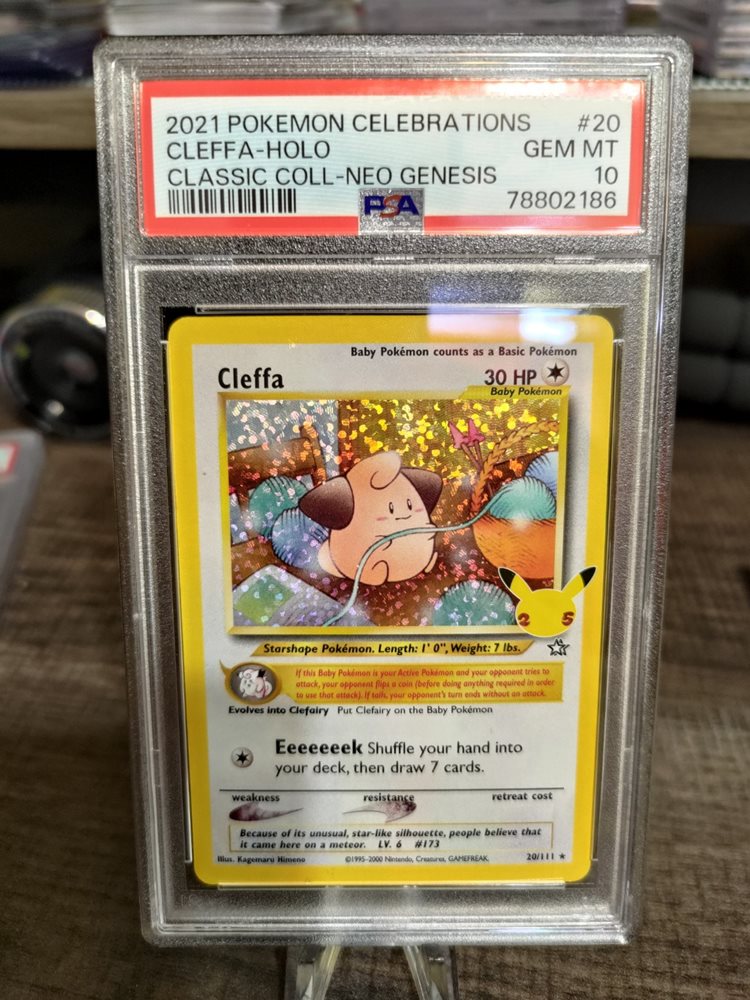 2021 POKEMON CELEBRATIONS #20
CLEFFA-HOLO GEM MT
CLASSIC COLL-NEO GENESIS 10
PSA 78802186
Baby Pokémon counts as a Basic Pokémon
Cleffa 30 HP
Baby Pokémon
2 5
Starshape Pokémon. Length: 1' 0", Weight: 7 lbs.
If this Baby Pokémon is your Active Pokémon and your opponent tries to
attack, your opponent flips a coin (before doing anything required in order
to use that attack). If tails, your opponent's turn ends without an attack.
Evolves into Clefairy Put Clefairy on the Baby Pokémon
Eeeeeeek Shuffle your hand into
your deck, then draw 7 cards.
weakness resistance retreat cost
Because of its unusual, star-like silhouette, people believe that
it came here on a meteor. LV. 6 #173
Illus. Kagemaru Himeno ©1995-2000 Nintendo, Creatures, GAMEFREAK. 20/111 ★